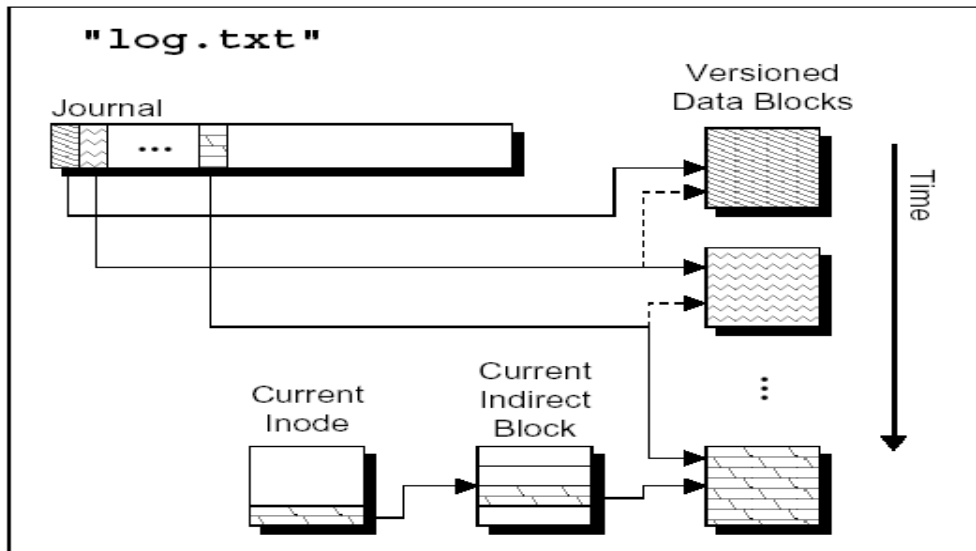 "log.txt"
Journal
...
Versioned
Data Blocks
Time
Current
Inode
Current
Indirect
Block
...